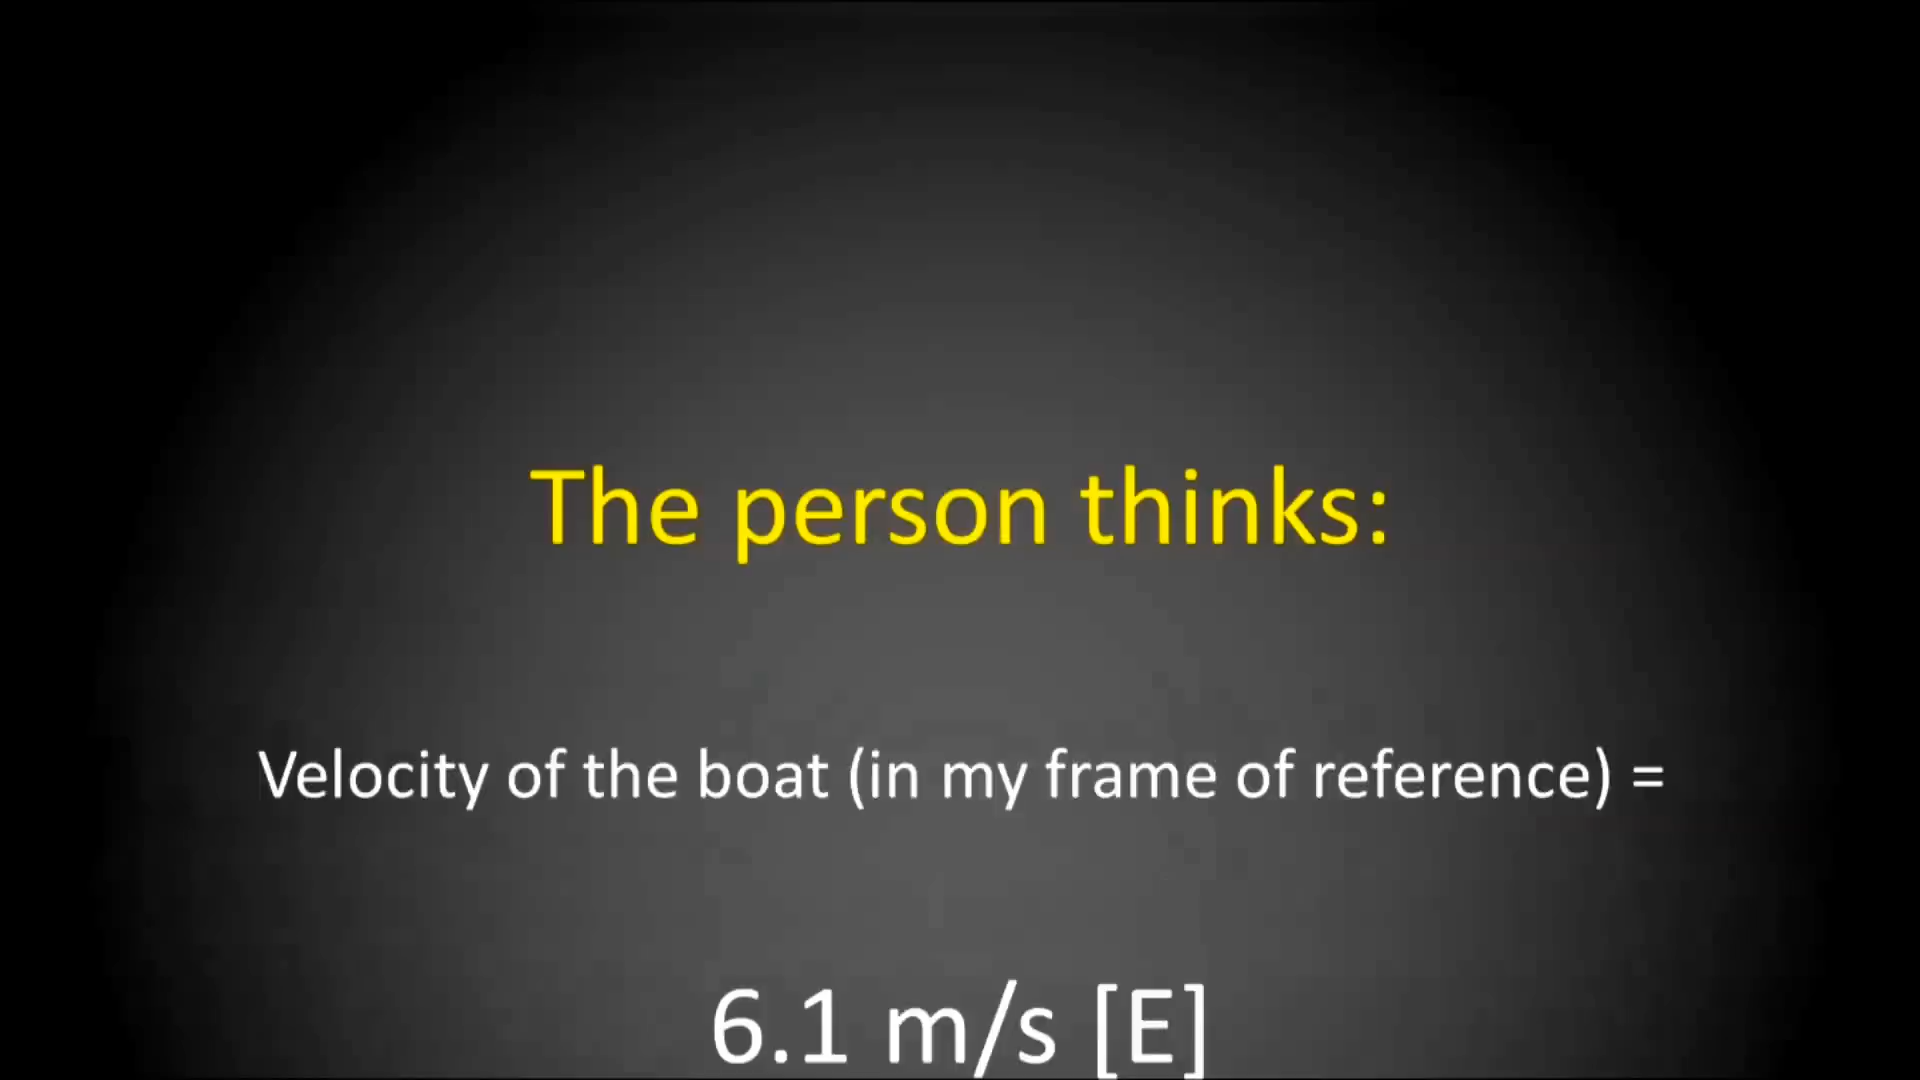 The person thinks:
Velocity of the boat (in my frame of reference) =
6.1 m/s [E]